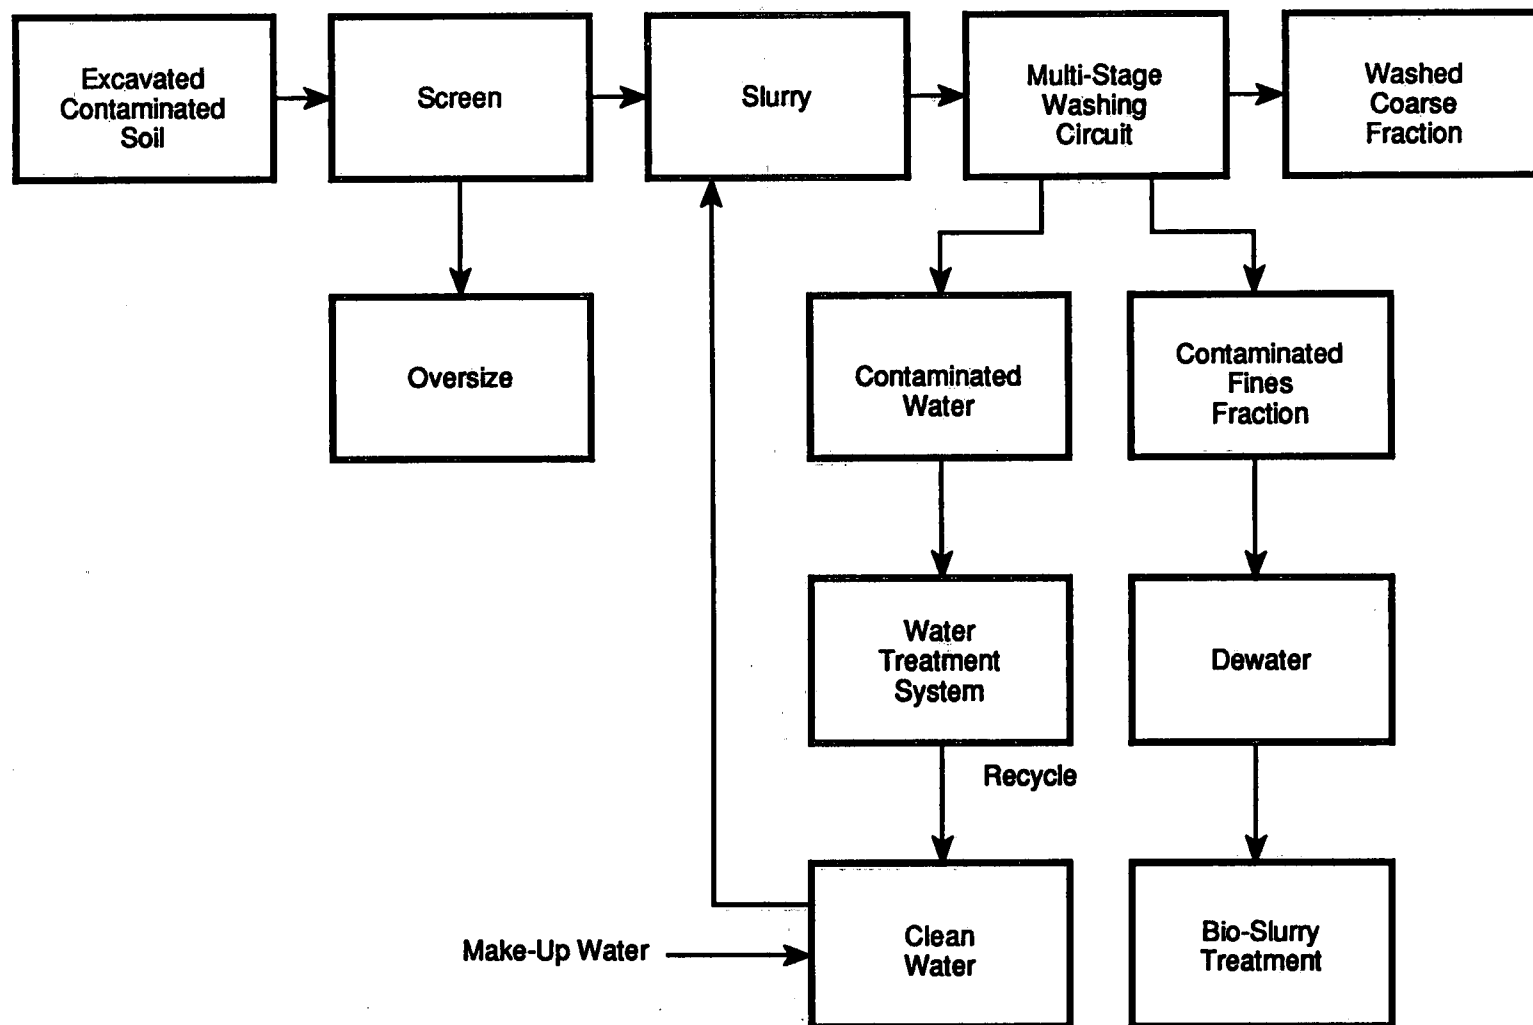 Excavated
Contaminated
Soil
Screen
Slurry
Multi-Stage
Washing
Circuit
Washed
Coarse
Fraction
Oversize
Contaminated
Water
Contaminated
Fines
Fraction
Water
Treatment
System
Dewater
Recycle
Make-Up Water
Clean
Water
Bio-Slurry
Treatment